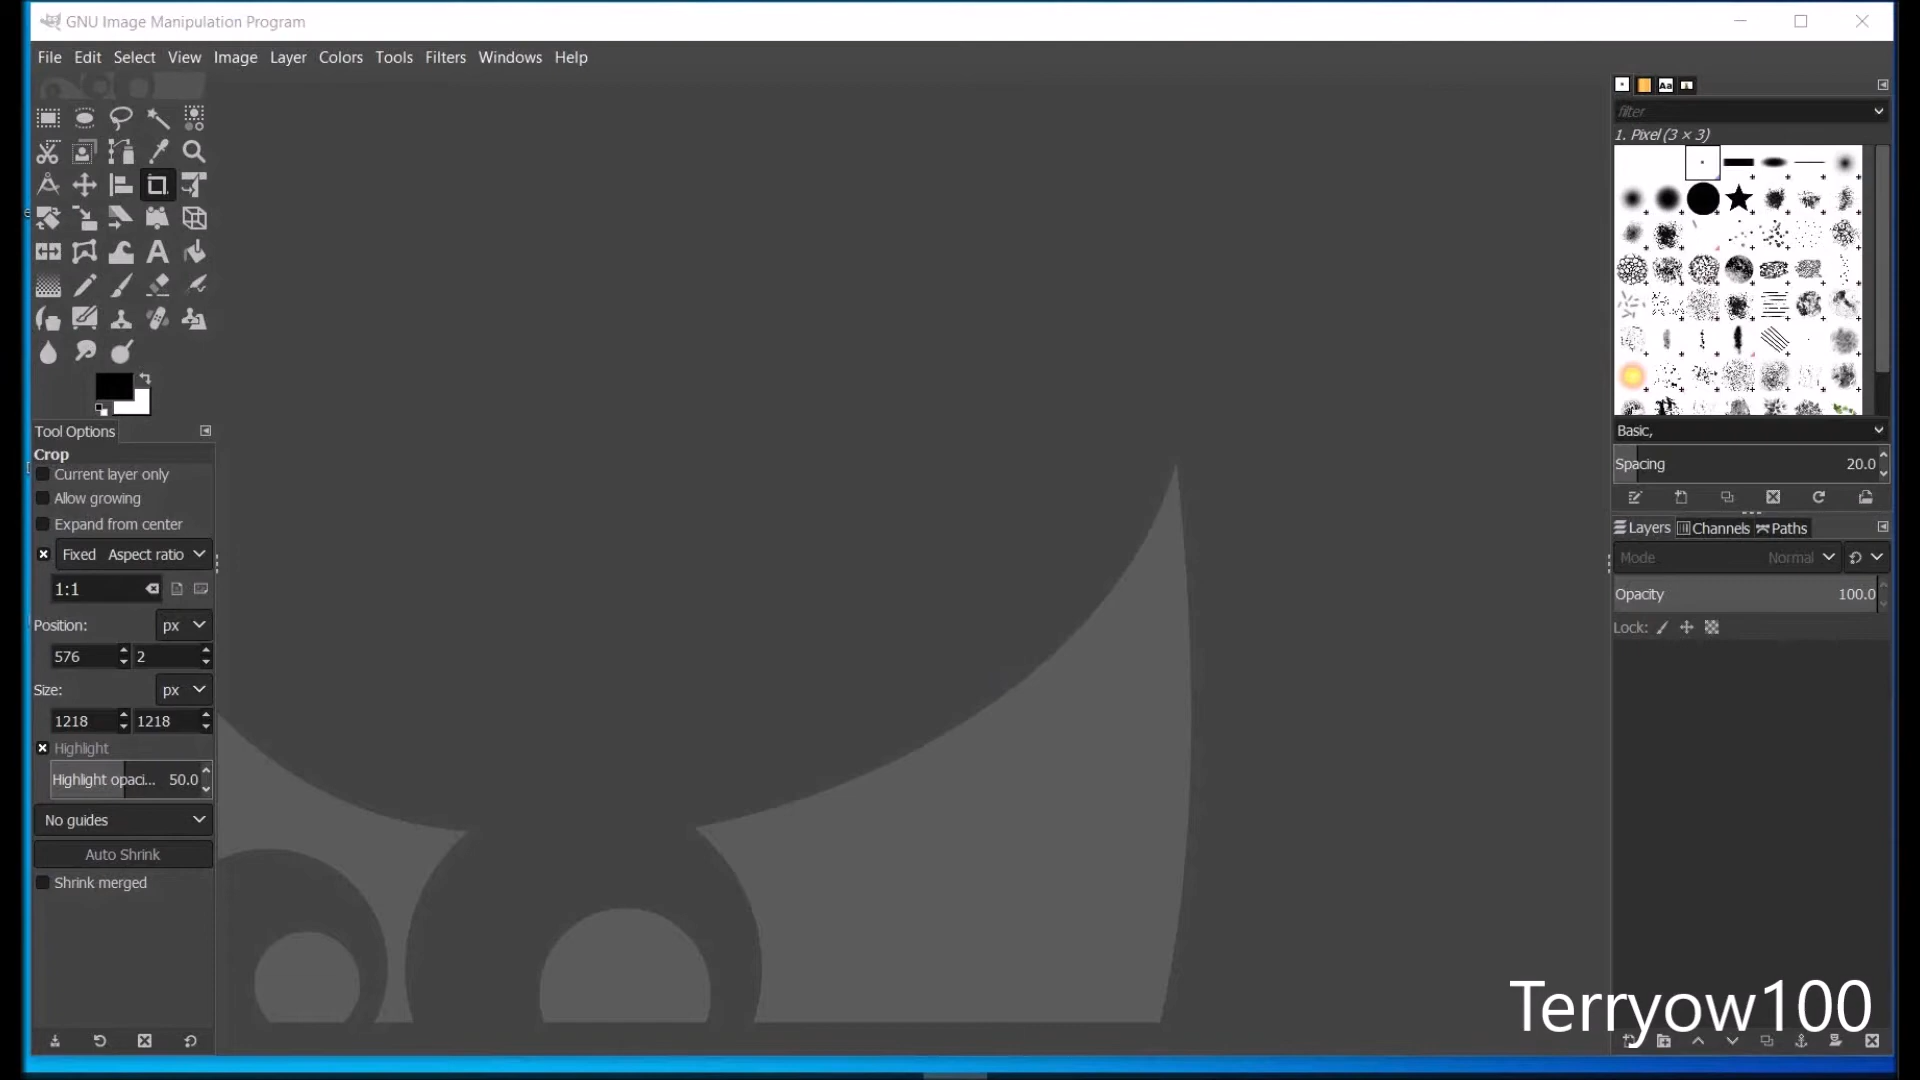 GNU Image Manipulation Program
File Edit Select View Image Layer Colors Tools Filters Windows Help
filter
1. Pixel (3 × 3)
Tool Options
Crop
Current layer only
Allow growing
Expand from center
Fixed Aspect ratio
1:1
Position:
px
576
2
Size:
px
1218
1218
Highlight
Highlight opaci... 50.0
No guides
Auto Shrink
Shrink merged
Basic,
Spacing 20.0
Layers Channels Paths
Mode Normal
Opacity 100.0
Lock:
Terryow100